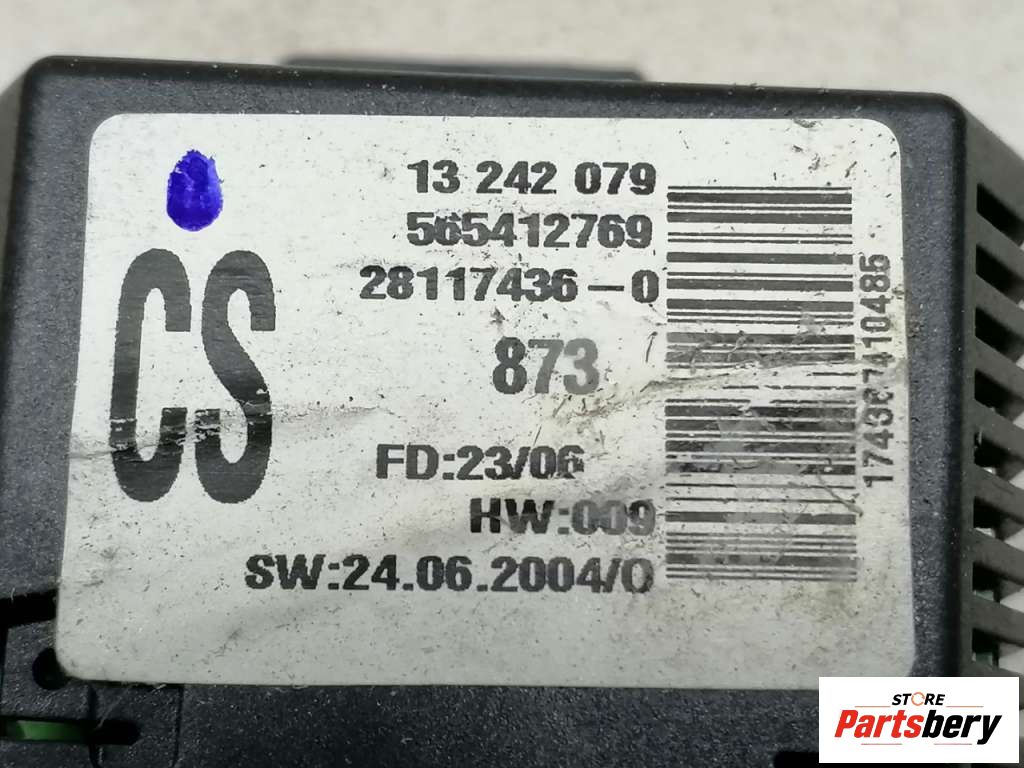 13 242 079
565412769
28117436-0
873
CS
FD:23/06
HW:009
SW:24.06.2004/0
STORE
Partsbery